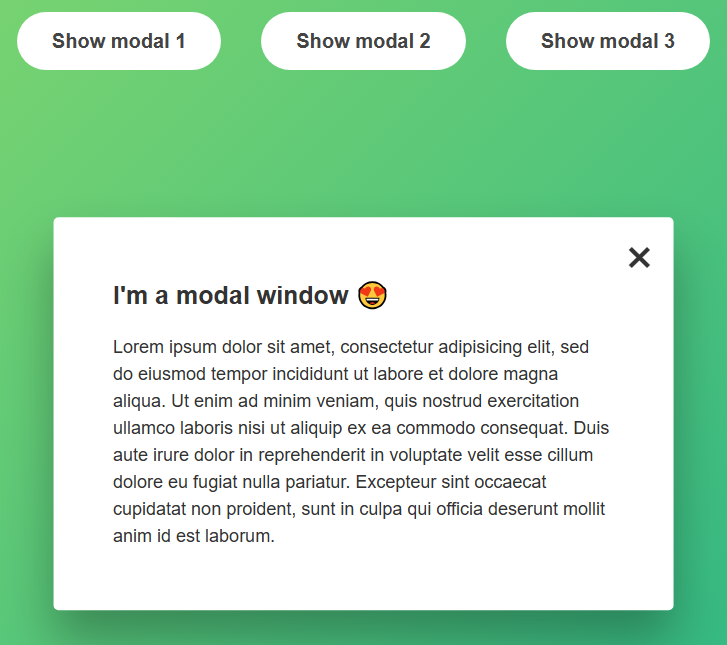 Show modal 1 Show modal 2 Show modal 3
I'm a modal window 😍
Lorem ipsum dolor sit amet, consectetur adipisicing elit, sed
do eiusmod tempor incididunt ut labore et dolore magna
aliqua. Ut enim ad minim veniam, quis nostrud exercitation
ullamco laboris nisi ut aliquip ex ea commodo consequat. Duis
aute irure dolor in reprehenderit in voluptate velit esse cillum
dolore eu fugiat nulla pariatur. Excepteur sint occaecat
cupidatat non proident, sunt in culpa qui officia deserunt mollit
anim id est laborum.